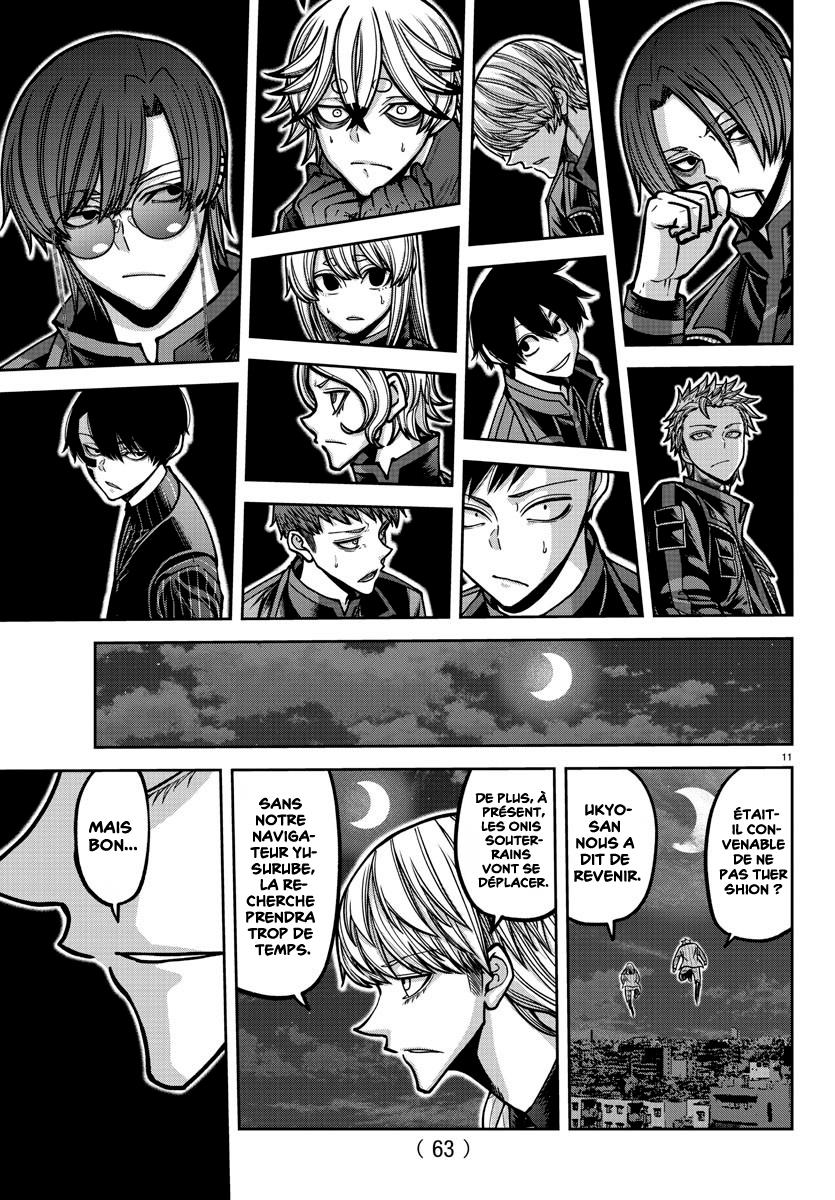 11
ÉTAIT-
IL CON-
VENABLE
DE NE
PAS TUER
SHION ?
UKYO-
SAN
NOUS A
DIT DE
REVENIR.
DE PLUS, À
PRÉSENT,
LES ONIS
SOUTER-
RAINS
VONT SE
DÉPLACER.
SANS
NOTRE
NAVIGA-
TEUR YU-
SURUBE,
LA RE-
CHERCHE
PRENDRA
TROP DE
TEMPS.
MAIS
BON...
( 63 )